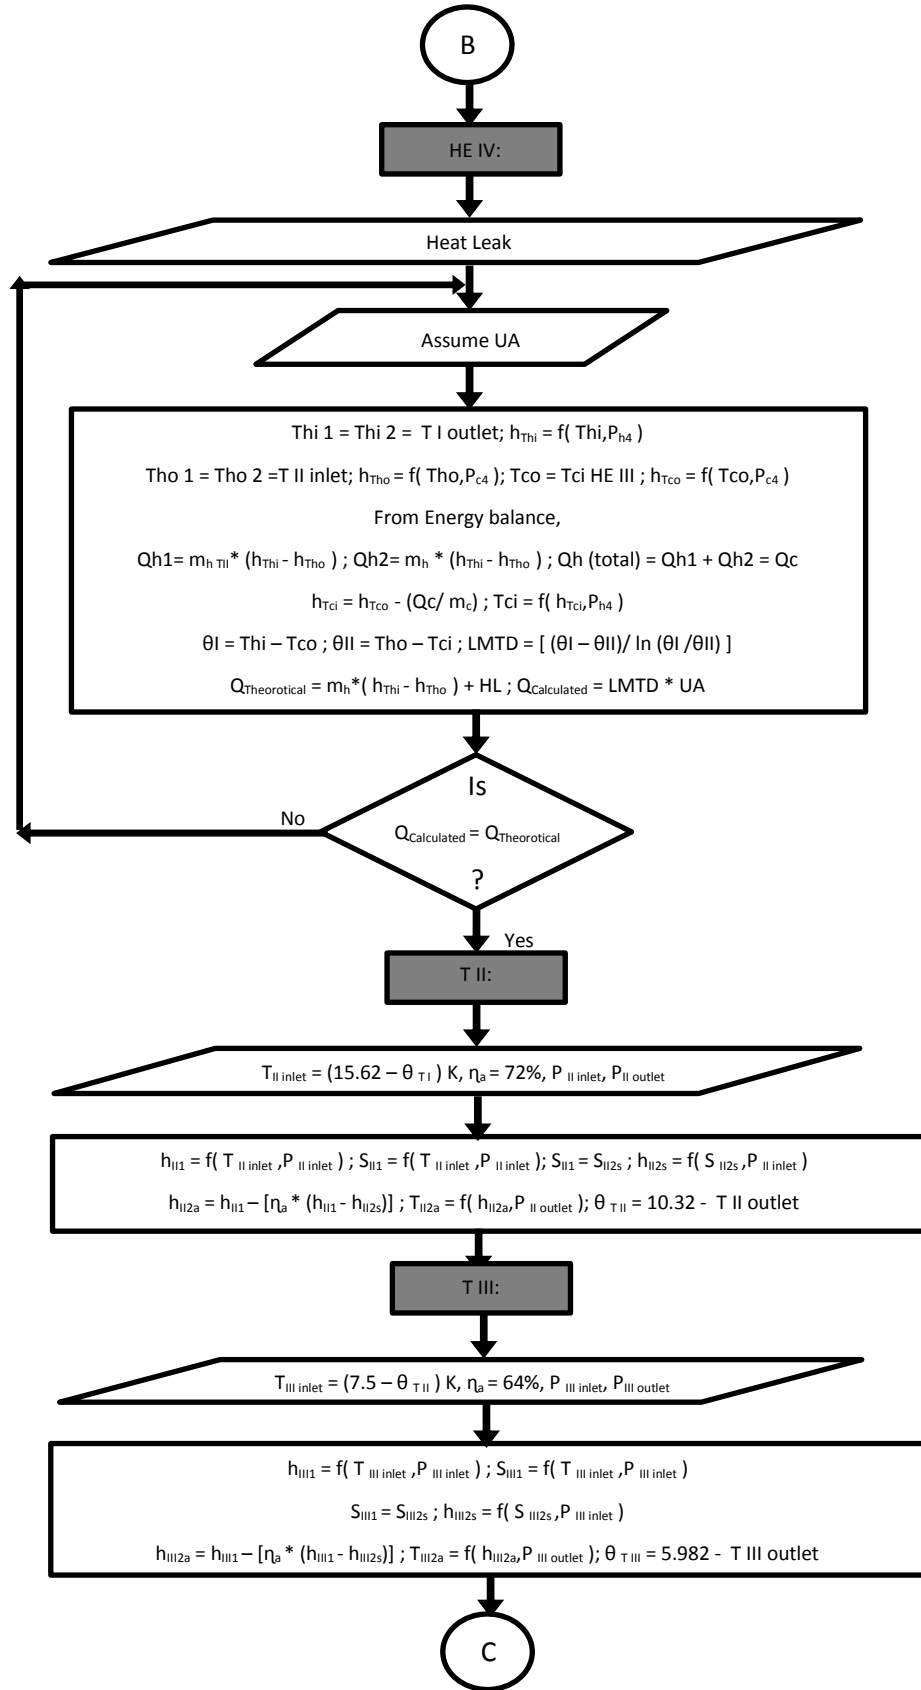 B
HE IV:
Heat Leak
Assume UA
Thi 1 = Thi 2 = T I outlet; hThi = f( Thi,Ph4 )
Tho 1 = Tho 2 =T II inlet; hTho = f( Tho,Pc4 ); Tco = Tci HE III ; hTco = f( Tco,Pc4 )
From Energy balance,
Qh1= mh TII* (hThi - hTho ) ; Qh2= mh * (hThi - hTho ) ; Qh (total) = Qh1 + Qh2 = Qc
hTci = hTco - (Qc/ mc) ; Tci = f( hTci,Ph4 )
θI = Thi – Tco ; θII = Tho – Tci ; LMTD = [ (θI – θII)/ ln (θI /θII) ]
QTheorotical = mh*( hThi - hTho ) + HL ; QCalculated = LMTD * UA
Is
No
QCalculated = QTheorotical
?
Yes
T II:
TII inlet = (15.62 – θ T I ) K, ηa = 72%, P II inlet, PII outlet
hII1 = f( T II inlet ,P II inlet ) ; SII1 = f( T II inlet ,P II inlet ); SII1 = SII2s ; hII2s = f( S II2s ,P II inlet )
hII2a = hII1 – [ηa * (hII1 - hII2s)] ; TII2a = f( hII2a,P II outlet ); θ T II = 10.32 - T II outlet
T III:
TIII inlet = (7.5 – θ T II ) K, ηa = 64%, P III inlet, PIII outlet
hIII1 = f( T III inlet ,P III inlet ) ; SIII1 = f( T III inlet ,P III inlet )
SIII1 = SIII2s ; hIII2s = f( S III2s ,P III inlet )
hIII2a = hIII1 – [ηa * (hIII1 - hIII2s)] ; TIII2a = f( hIII2a,P III outlet ); θ T III = 5.982 - T III outlet
C